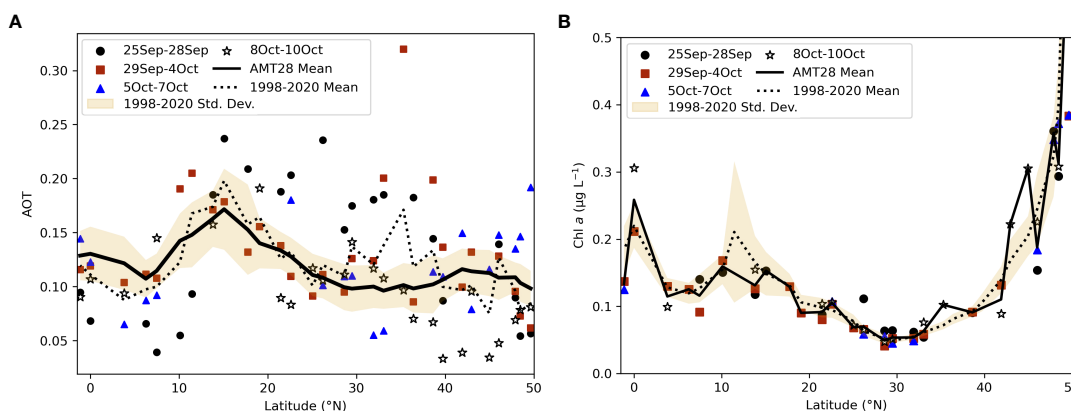 A
25Sep-28Sep
8Oct-10Oct
29Sep-4Oct
AMT28 Mean
5Oct-7Oct
1998-2020 Mean
1998-2020 Std. Dev.
0.30
0.25
0.20
0.15
0.10
0.05
AOT
0
10
20
30
40
50
Latitude (°N)
B
25Sep-28Sep
8Oct-10Oct
29Sep-4Oct
AMT28 Mean
5Oct-7Oct
1998-2020 Mean
1998-2020 Std. Dev.
0.5
0.4
0.3
0.2
0.1
0.0
Chl a (μg L⁻¹)
0
10
20
30
40
5
Latitude (°N)